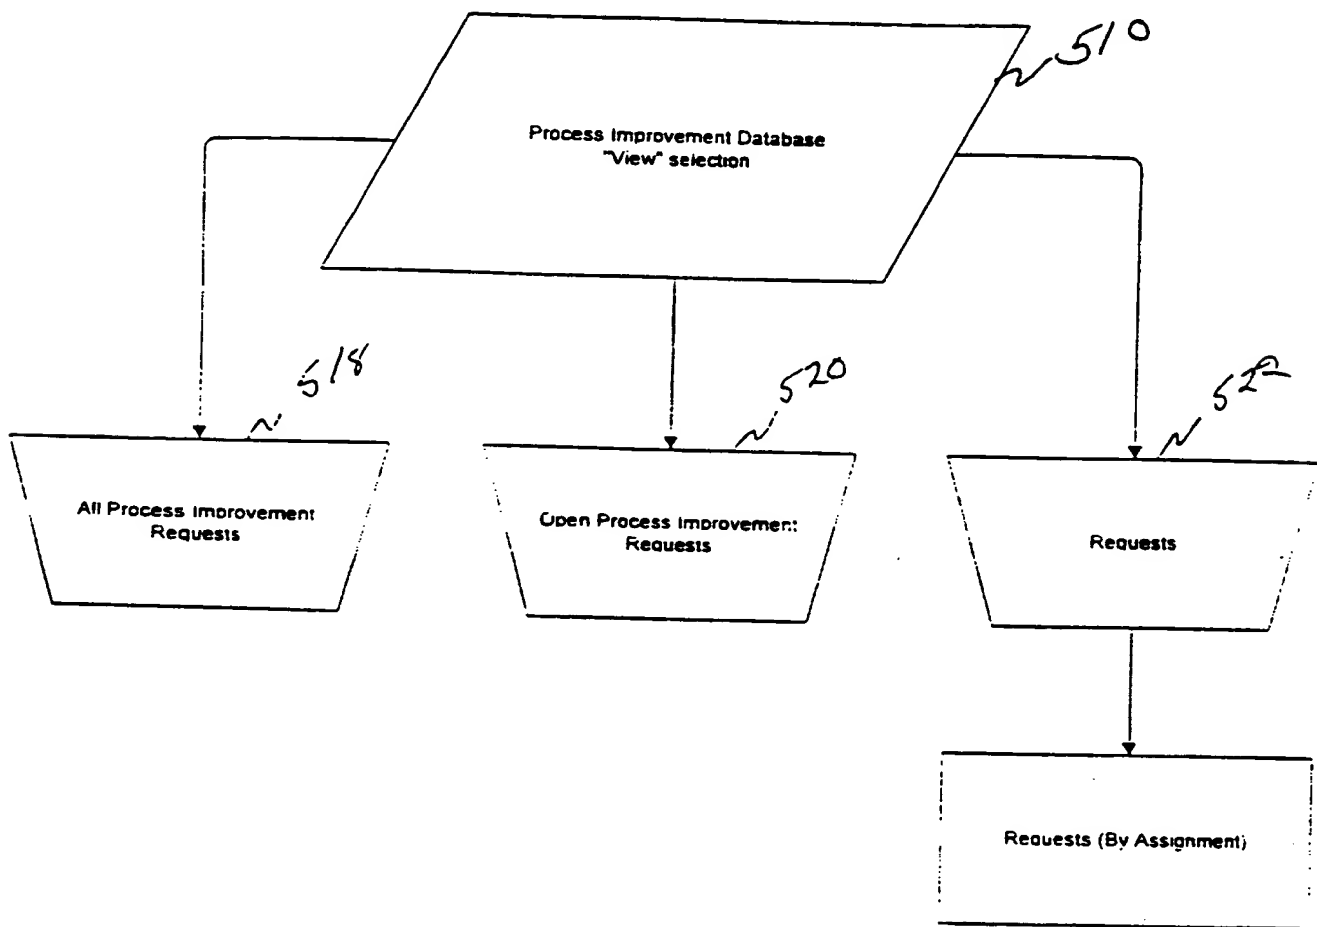 510
Process Improvement Database
"View" selection
518
520
522
All Process Improvement
Requests
Open Process Improvement
Requests
Requests
Requests (By Assignment)